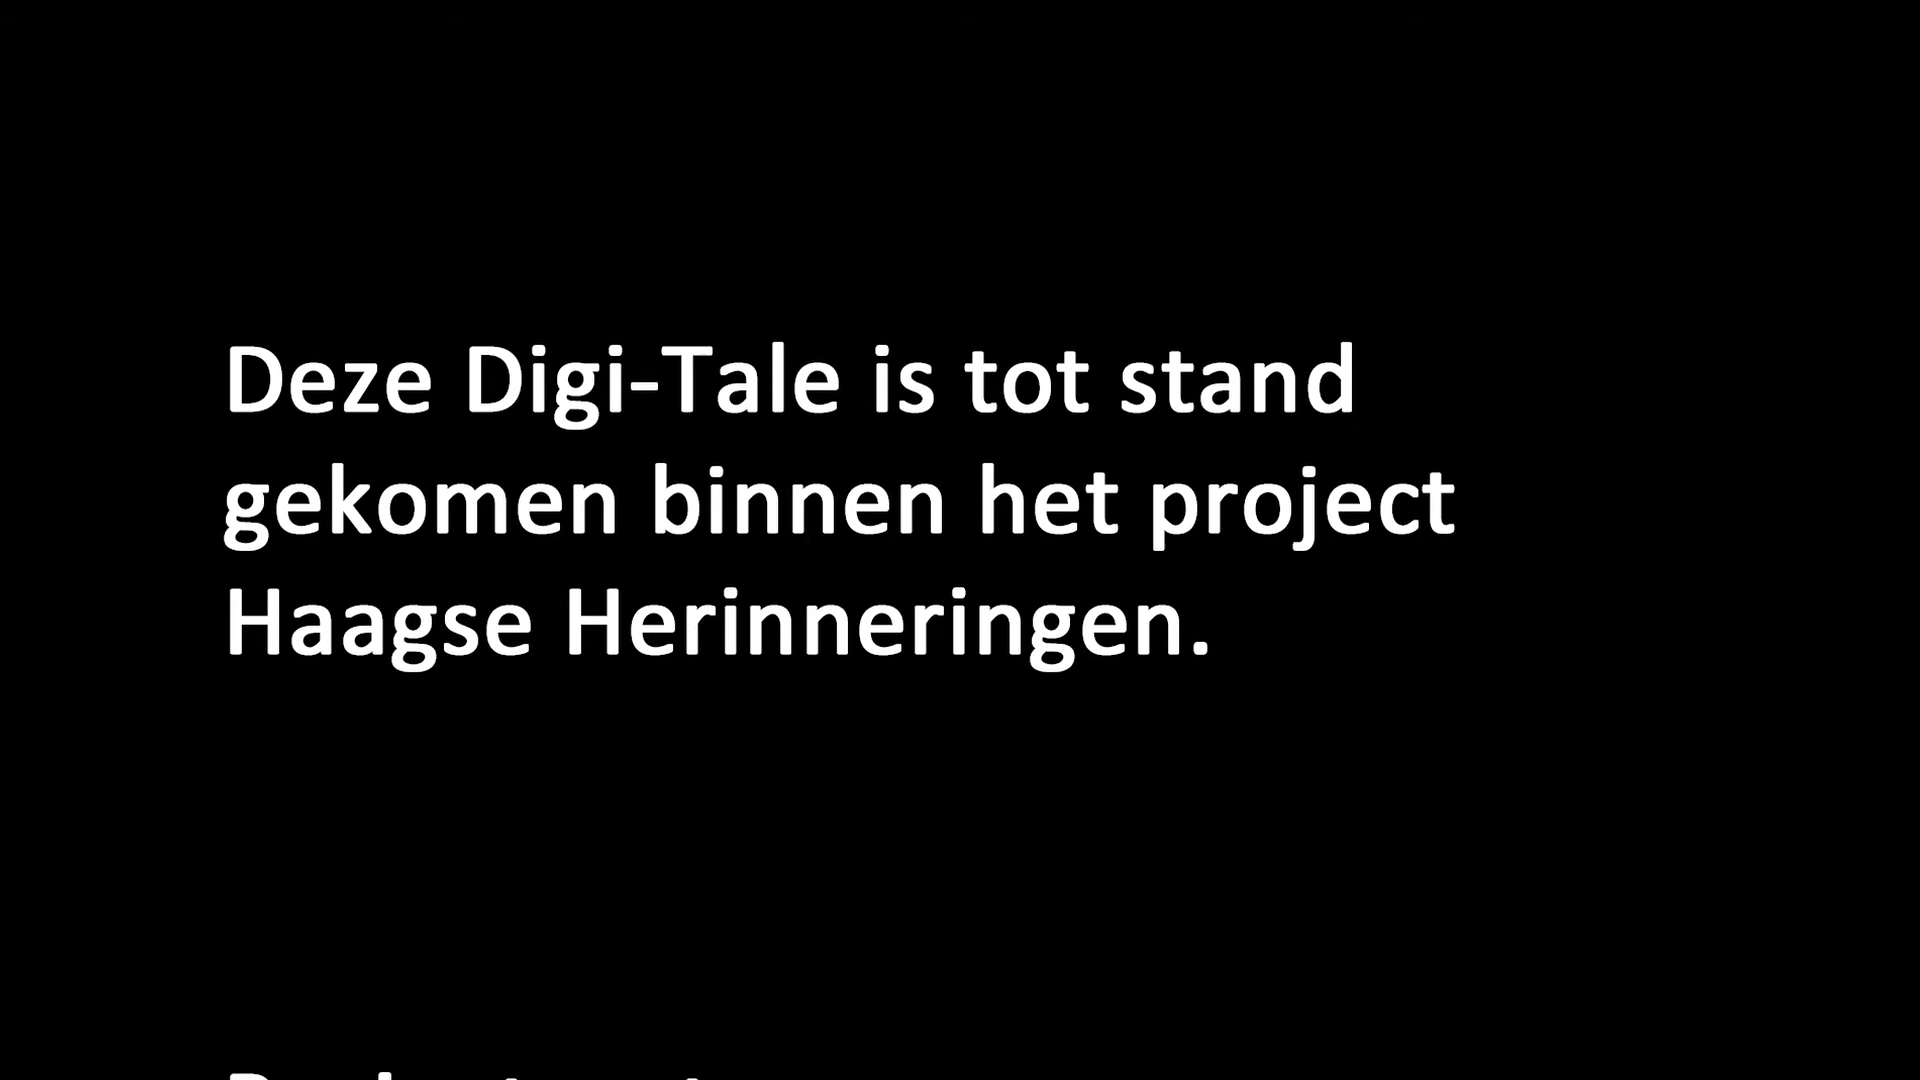 Deze Digi-Tale is tot stand
gekomen binnen het project
Haagse Herinneringen.